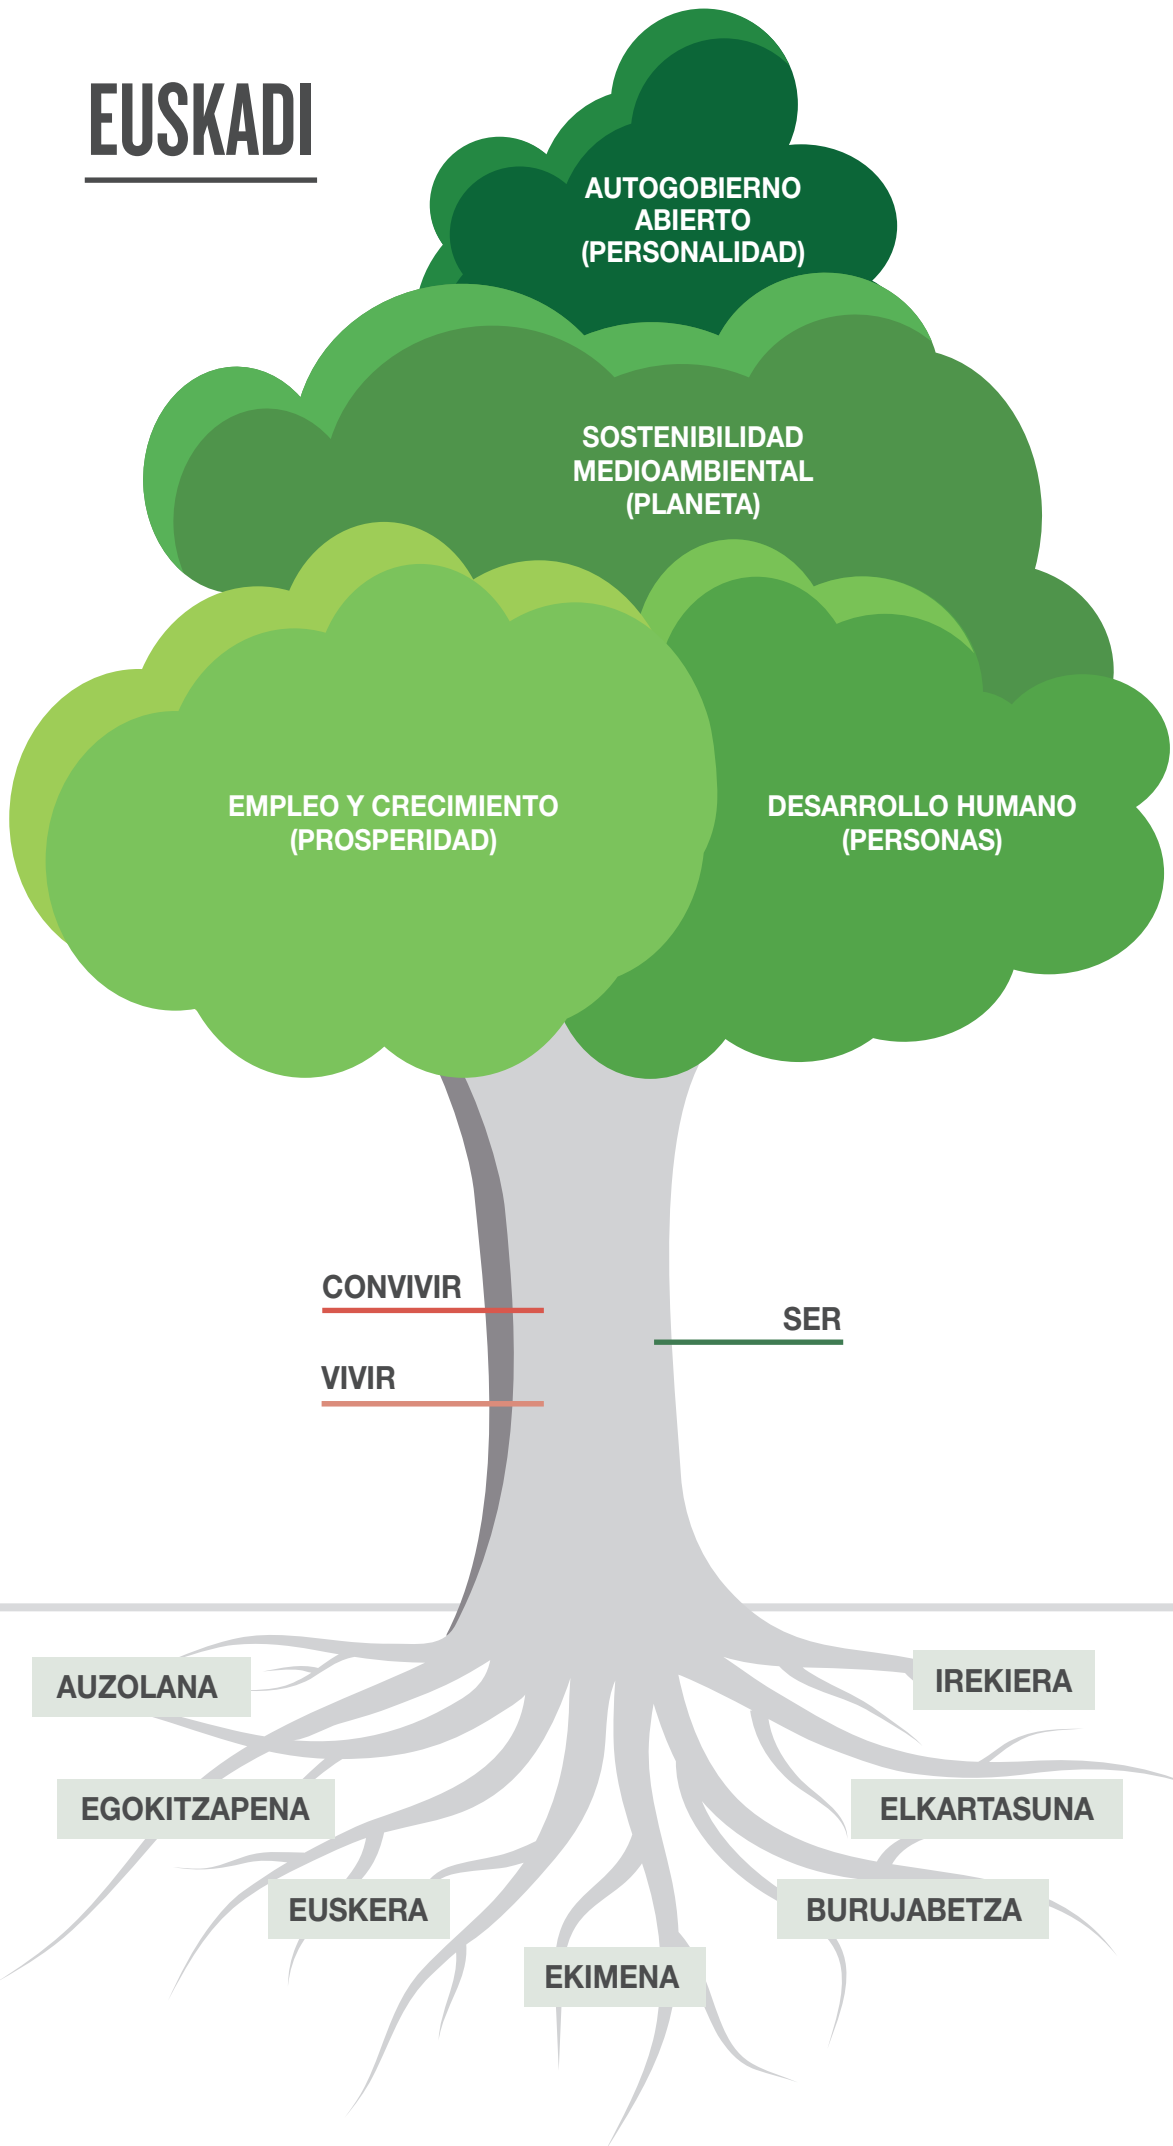 EUSKADI
AUTOGOBIERNO
ABIERTO
(PERSONALIDAD)
SOSTENIBILIDAD
MEDIOAMBIENTAL
(PLANETA)
EMPLEO Y CRECIMIENTO
(PROSPERIDAD)
DESARROLLO HUMANO
(PERSONAS)
CONVIVIR
SER
VIVIR
AUZOLANA
IREKIERA
EGOKITZAPENA
ELKARTASUNA
EUSKERA
BURUJABETZA
EKIMENA